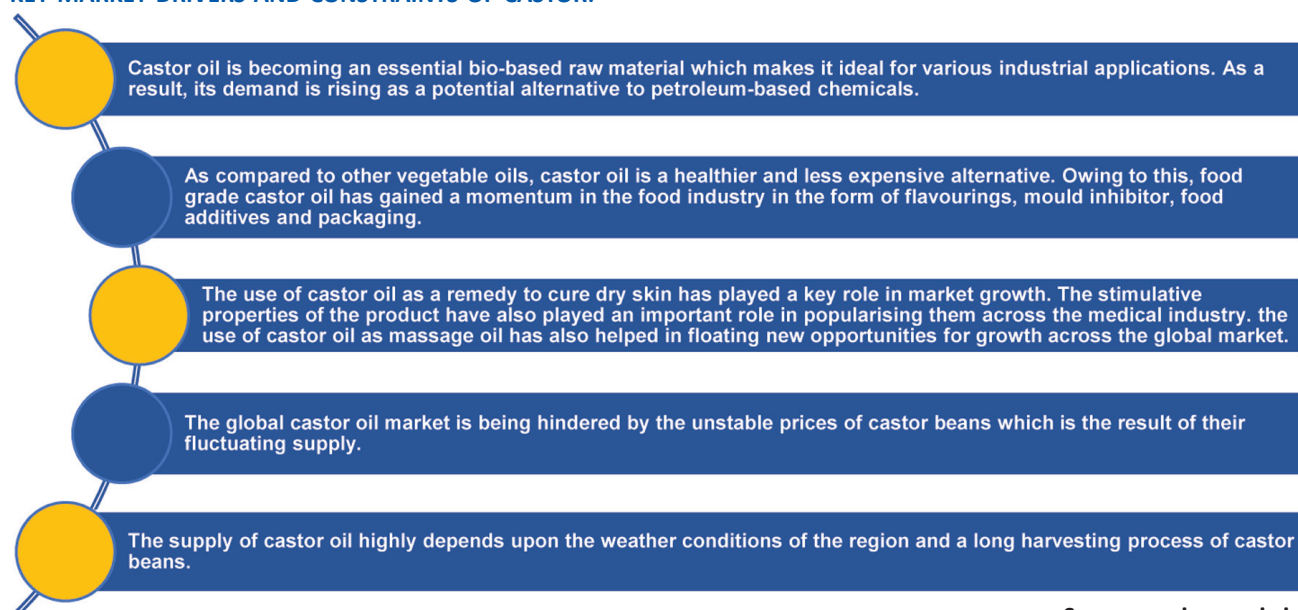 KEY MARKET DRIVERS AND CONSTRAINTS OF CASTOR:
Castor oil is becoming an essential bio-based raw material which makes it ideal for various industrial applications. As a
result, its demand is rising as a potential alternative to petroleum-based chemicals.
As compared to other vegetable oils, castor oil is a healthier and less expensive alternative. Owing to this, food
grade castor oil has gained a momentum in the food industry in the form of flavourings, mould inhibitor, food
additives and packaging.
The use of castor oil as a remedy to cure dry skin has played a key role in market growth. The stimulative
properties of the product have also played an important role in popularising them across the medical industry. the
use of castor oil as massage oil has also helped in floating new opportunities for growth across the global market.
The global castor oil market is being hindered by the unstable prices of castor beans which is the result of their
fluctuating supply.
The supply of castor oil highly depends upon the weather conditions of the region and a long harvesting process of castor
beans.